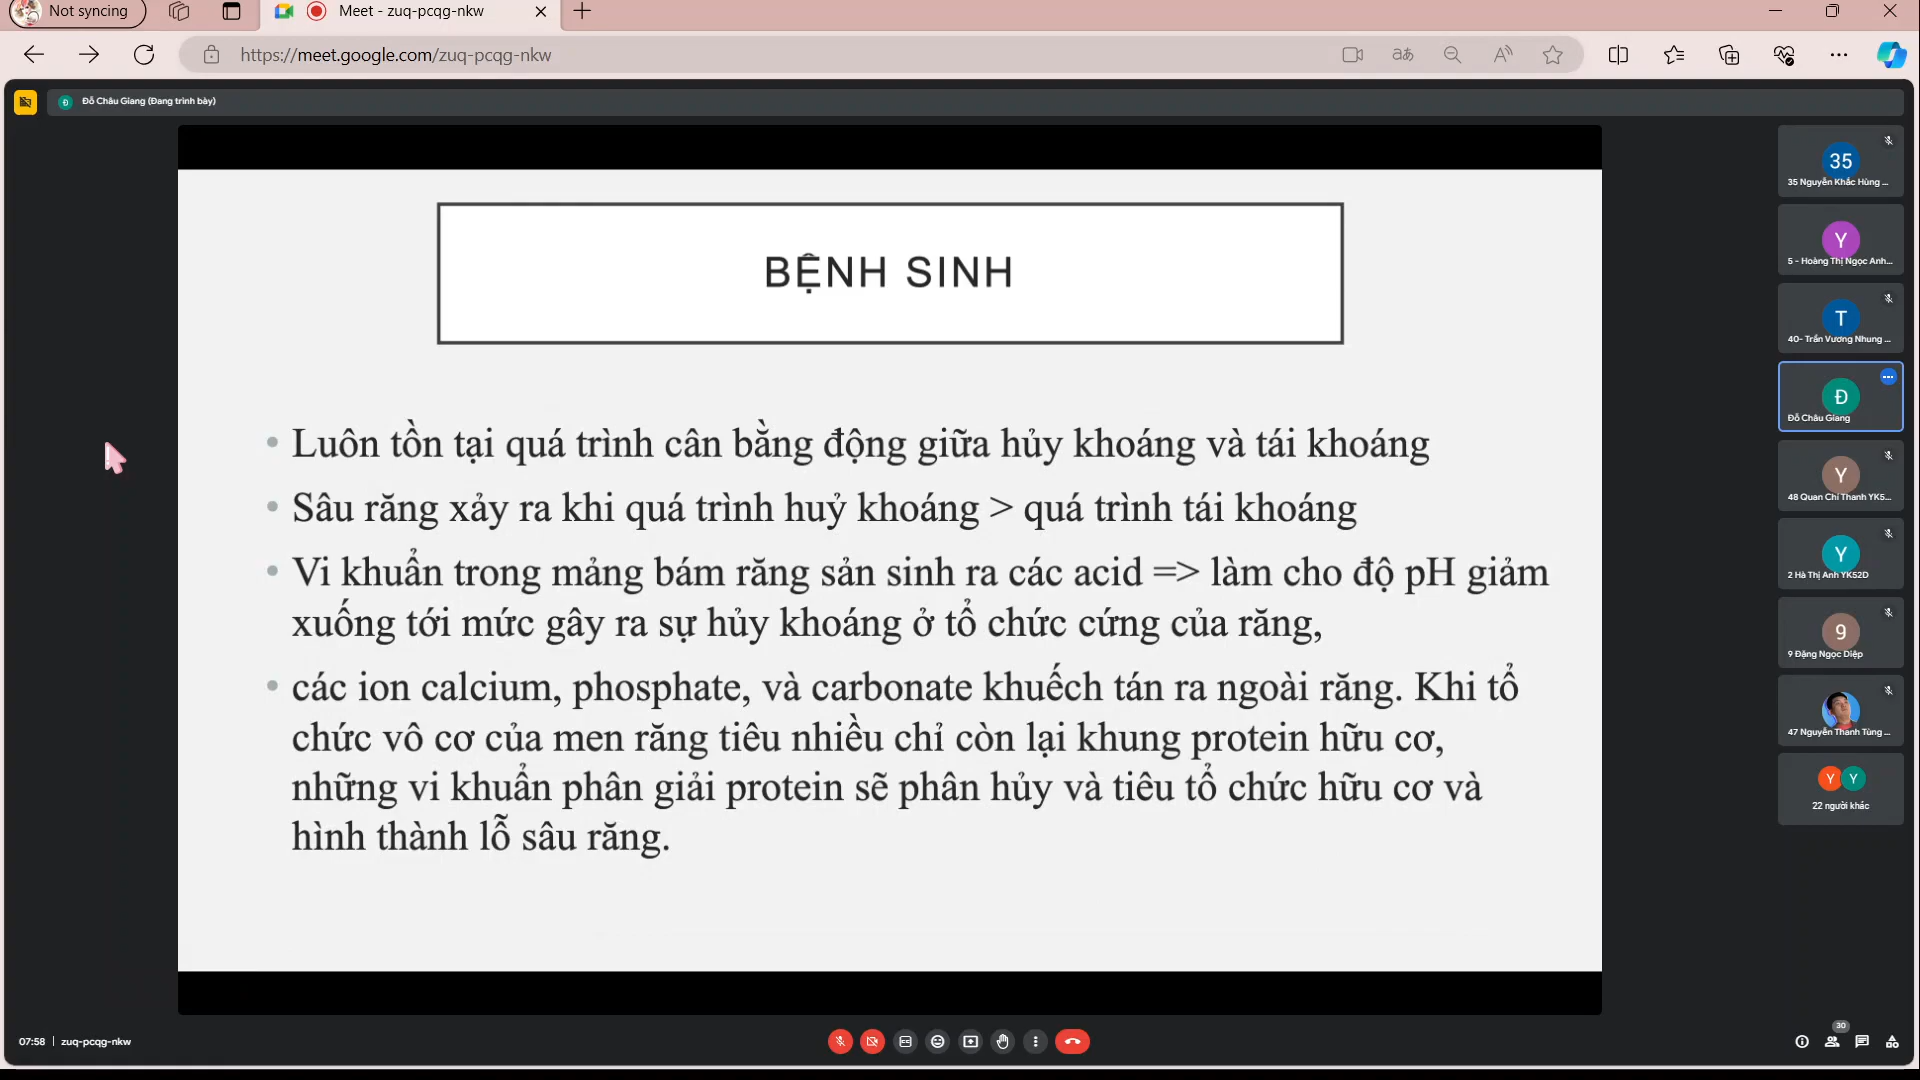 Not syncing
Meet - zuq-pcqg-nkw
https://meet.google.com/zuq-pcqg-nkw
Đỗ Châu Giang (Đang trình bày)
BỆNH SINH
Luôn tồn tại quá trình cân bằng động giữa hủy khoáng và tái khoáng
Sâu răng xảy ra khi quá trình huỷ khoáng > quá trình tái khoáng
Vi khuẩn trong mảng bám răng sản sinh ra các acid => làm cho độ pH giảm
xuống tới mức gây ra sự hủy khoáng ở tổ chức cứng của răng,
các ion calcium, phosphate, và carbonate khuếch tán ra ngoài răng. Khi tổ
chức vô cơ của men răng tiêu nhiều chỉ còn lại khung protein hữu cơ,
những vi khuẩn phân giải protein sẽ phân hủy và tiêu tổ chức hữu cơ và
hình thành lỗ sâu răng.
35
35 Nguyễn Khắc Hùng ...
Y
5 - Hoàng Thị Ngọc Anh...
T
40- Trần Vương Nhung ...
Đ
Đỗ Châu Giang
Y
48 Quan Chí Thanh YK5...
Y
2 Hà Thị Anh YK52D
9
9 Đặng Ngọc Diệp
47 Nguyễn Thanh Tùng ...
Y Y
22 người khác
07:58 | zuq-pcqg-nkw
30